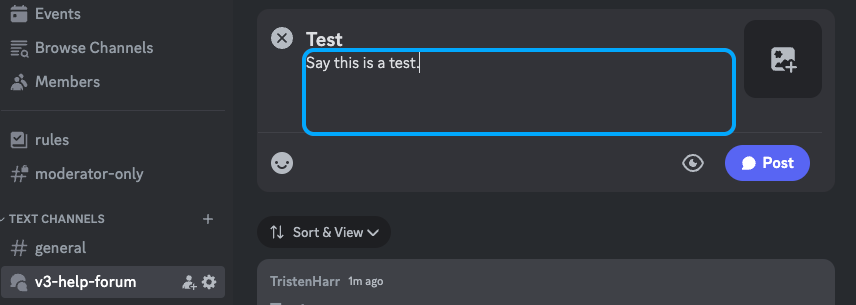 Events
Browse Channels
Members
rules
moderator-only
TEXT CHANNELS
general
v3-help-forum
Test
Say this is a test.
Post
Sort & View
TristenHarr 1m ago